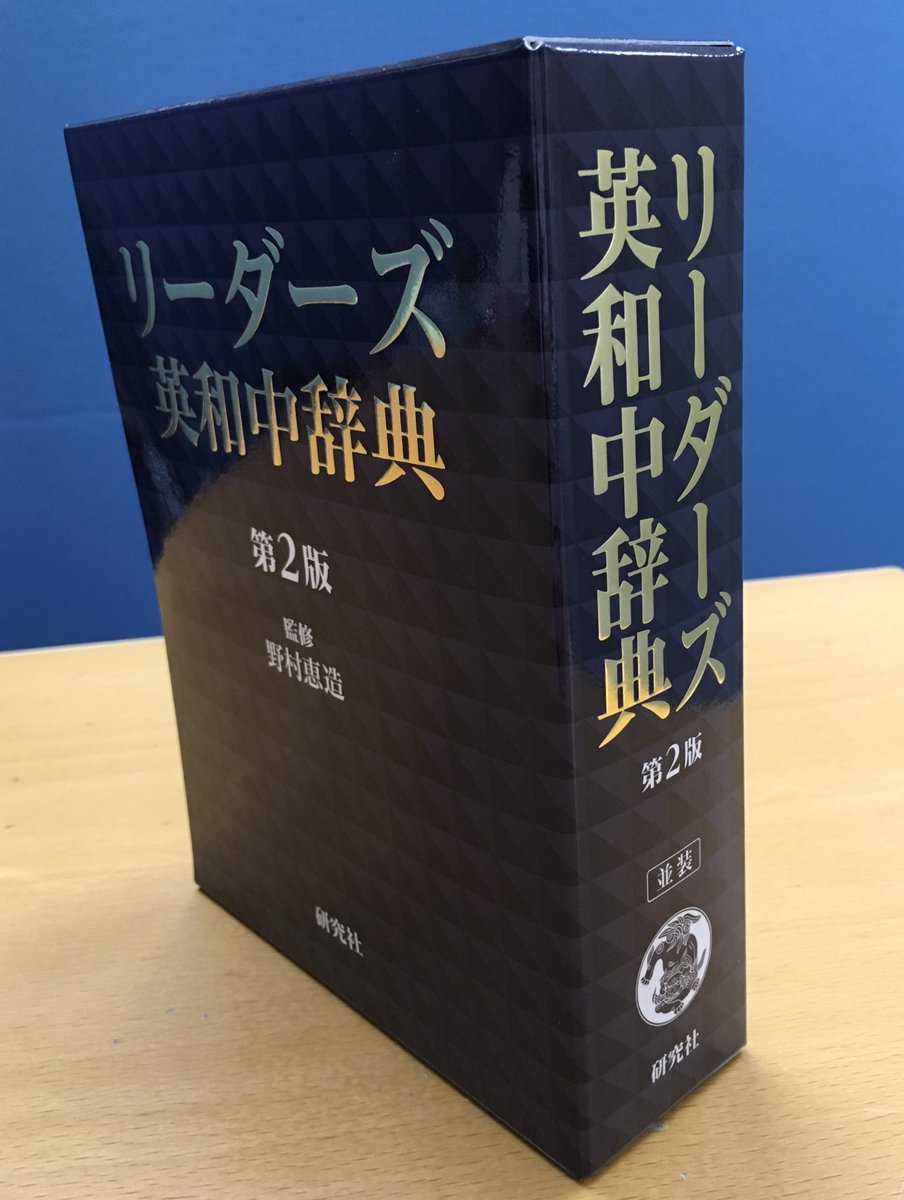 リーダーズ
英和中辞典
第2版
監修
野村恵造
研究社
リーダーズ
英和中辞典
第2版
並装
研究社